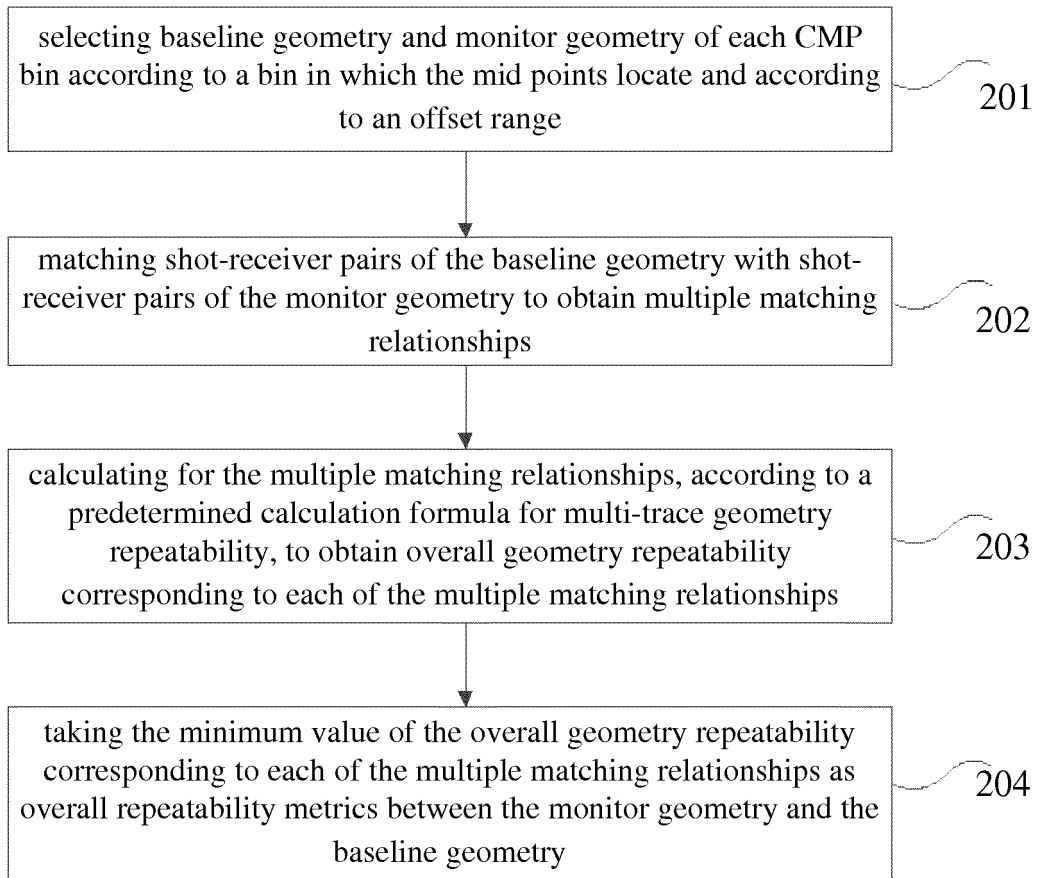 selecting baseline geometry and monitor geometry of each CMP
bin according to a bin in which the mid points locate and according
to an offset range
201
matching shot-receiver pairs of the baseline geometry with shot-
receiver pairs of the monitor geometry to obtain multiple matching
relationships
202
calculating for the multiple matching relationships, according to a
predetermined calculation formula for multi-trace geometry
repeatability, to obtain overall geometry repeatability
corresponding to each of the multiple matching relationships
203
taking the minimum value of the overall geometry repeatability
corresponding to each of the multiple matching relationships as
overall repeatability metrics between the monitor geometry and the
baseline geometry
204